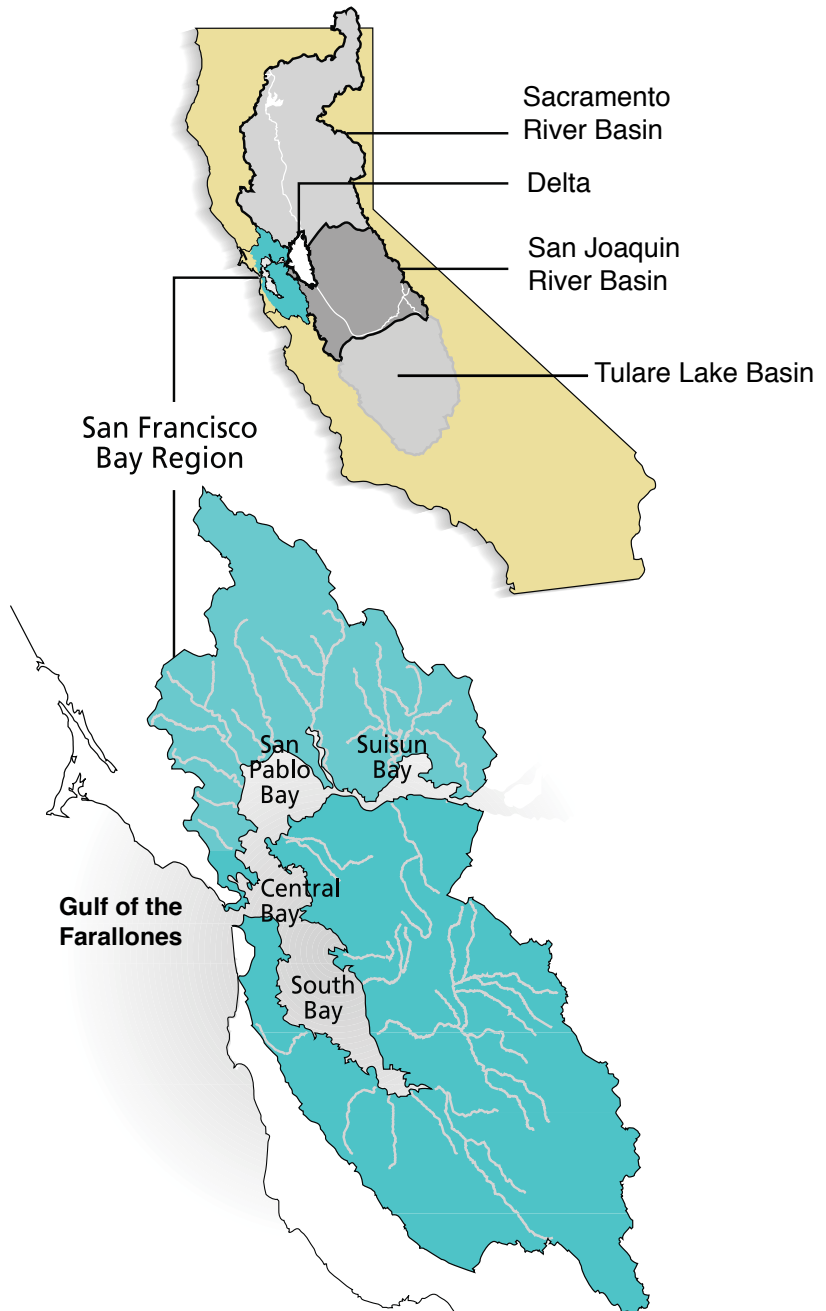 Sacramento
River Basin
Delta
San Joaquin
River Basin
Tulare Lake Basin
San Francisco
Bay Region
San
Pablo
Bay
Suisun
Bay
Central
Bay
Gulf of the
Farallones
South
Bay